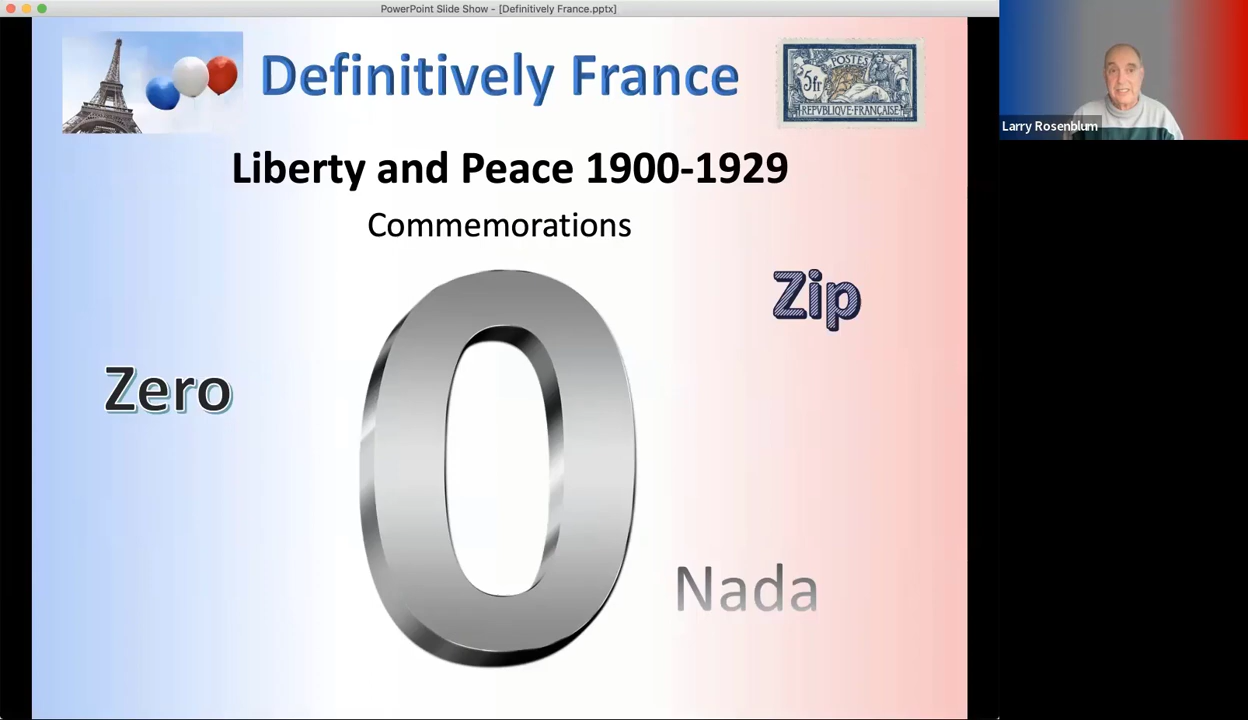 PowerPoint Slide Show - [Definitively France.pptx]
Definitively France
POSTES
5fr
REPVBLIQVE FRANÇAISE
Liberty and Peace 1900-1929
Commemorations
Zip
Zero
0
Nada
Larry Rosenblum